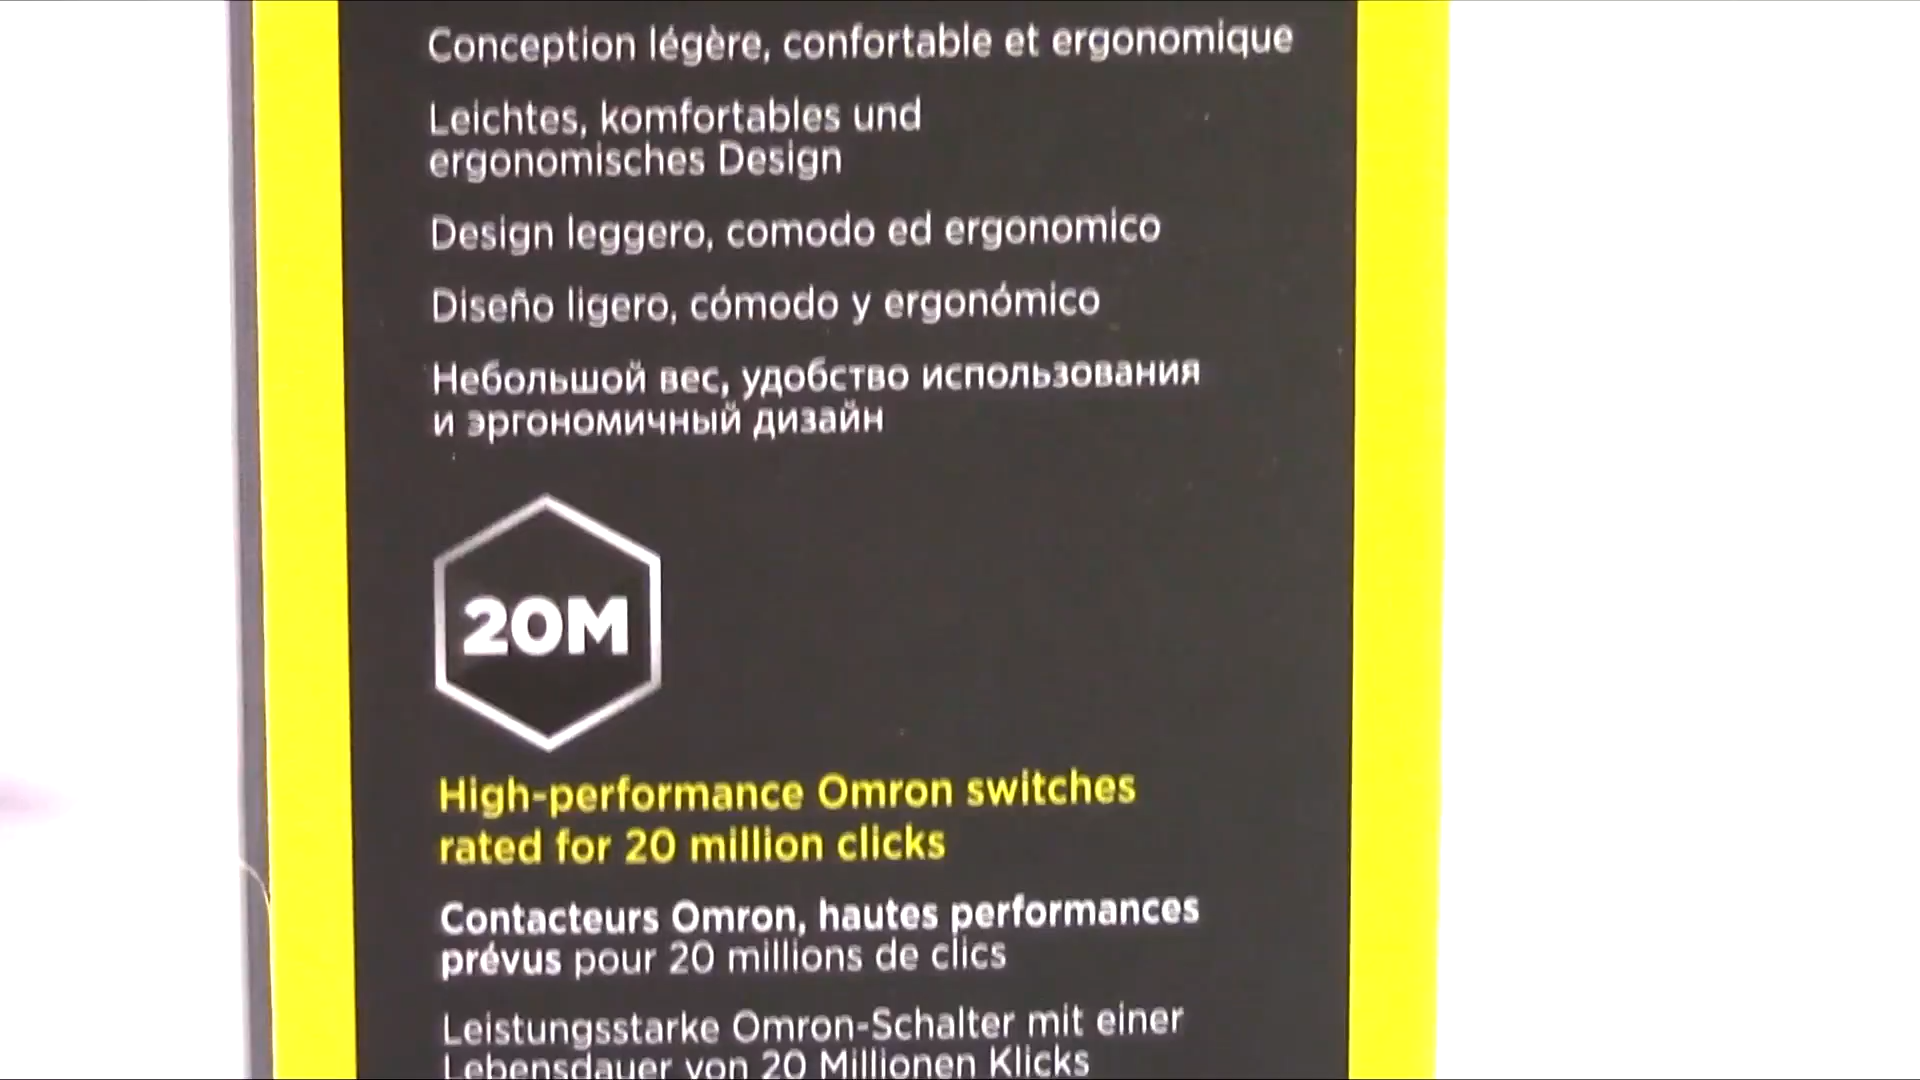 Conception légère, confortable et ergonomique
Leichtes, komfortables und
ergonomisches Design
Design leggero, comodo ed ergonomico
Diseño ligero, cómodo y ergonómico
Небольшой вес, удобство использования
и эргономичный дизайн
20M
High-performance Omron switches
rated for 20 million clicks
Contacteurs Omron, hautes performances
prévus pour 20 millions de clics
Leistungsstarke Omron-Schalter mit einer
Lebensdauer von 20 Millionen Klicks